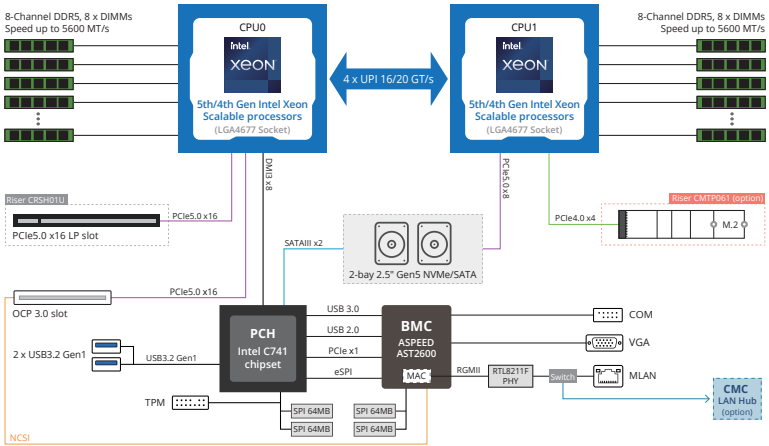 8-Channel DDR5, 8 x DIMMs
Speed up to 5600 MT/s
CPU0
intel.
xeon
5th/4th Gen Intel Xeon
Scalable processors
(LGA4677 Socket)
4 x UPI 16/20 GT/s
CPU1
intel.
xeon
5th/4th Gen Intel Xeon
Scalable processors
(LGA4677 Socket)
8-Channel DDR5, 8 x DIMMs
Speed up to 5600 MT/s
DMI3 x8
PCIe5.0 x8
Riser CRSH01U
PCIe5.0 x16
PCIe5.0 x16 LP slot
Riser CMTP061 (option)
PCIe4.0 x4
M.2
SATAIII x2
2-bay 2.5" Gen5 NVMe/SATA
PCIe5.0 x16
OCP 3.0 slot
PCH
Intel C741
chipset
USB 3.0
USB 2.0
PCIe x1
eSPI
BMC
ASPEED
AST2600
MAC
COM
VGA
2 x USB3.2 Gen1
USB3.2 Gen1
RGMII
RTL8211F
PHY
Switch
MLAN
TPM
SPI 64MB
SPI 64MB
SPI 64MB
SPI 64MB
CMC
LAN Hub
(option)
NCSI